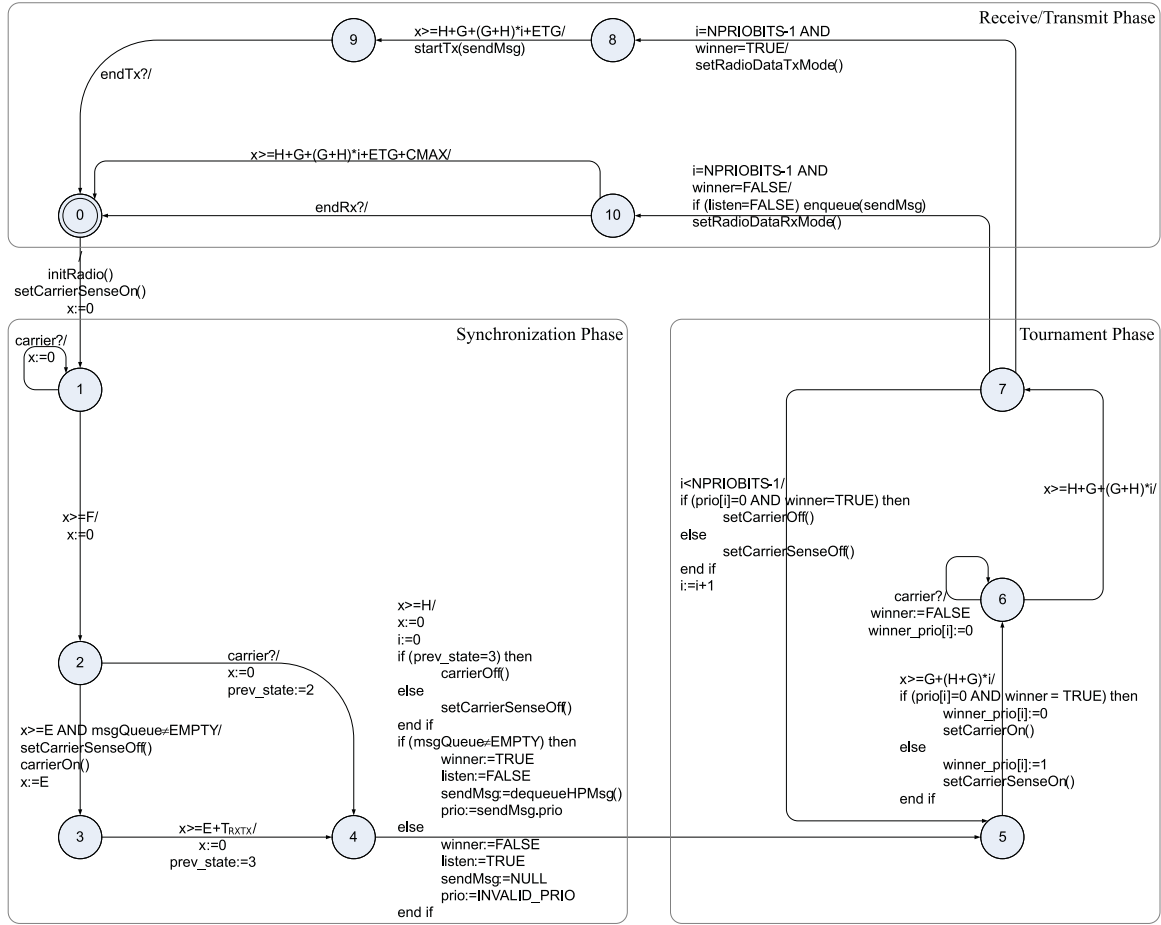 Receive/Transmit Phase
9
x>=H+G+(G+H)*i+ETG/
startTx(sendMsg)
8
i=NPRIOBITS-1 AND
winner=TRUE/
setRadioDataTxMode()
endTx?/
x>=H+G+(G+H)*i+ETG+CMAX/
i=NPRIOBITS-1 AND
winner=FALSE/
if (listen=FALSE) enqueue(sendMsg)
setRadioDataRxMode()
0
endRx?/
10
/
initRadio()
setCarrierSenseOn()
x:=0
Synchronization Phase
carrier?/
x:=0
1
x>=F/
x:=0
2
carrier?/
x:=0
prev_state:=2
x>=E AND msgQueue≠EMPTY/
setCarrierSenseOff()
carrierOn()
x:=E
3
x>=E+TRXTX/
x:=0
prev_state:=3
4
x>=H/
x:=0
i:=0
if (prev_state=3) then
carrierOff()
else
setCarrierSenseOff()
end if
if (msgQueue≠EMPTY) then
winner:=TRUE
listen:=FALSE
sendMsg:=dequeueHPMsg()
prio:=sendMsg.prio
else
winner:=FALSE
listen:=TRUE
sendMsg:=NULL
prio:=INVALID_PRIO
end if
Tournament Phase
7
i<NPRIOBITS-1/
if (prio[i]=0 AND winner=TRUE) then
setCarrierOff()
else
setCarrierSenseOff()
end if
i:=i+1
x>=H+G+(G+H)*i/
carrier?/
winner:=FALSE
winner_prio[i]:=0
6
x>=G+(H+G)*i/
if (prio[i]=0 AND winner = TRUE) then
winner_prio[i]:=0
setCarrierOn()
else
winner_prio[i]:=1
setCarrierSenseOn()
end if
5